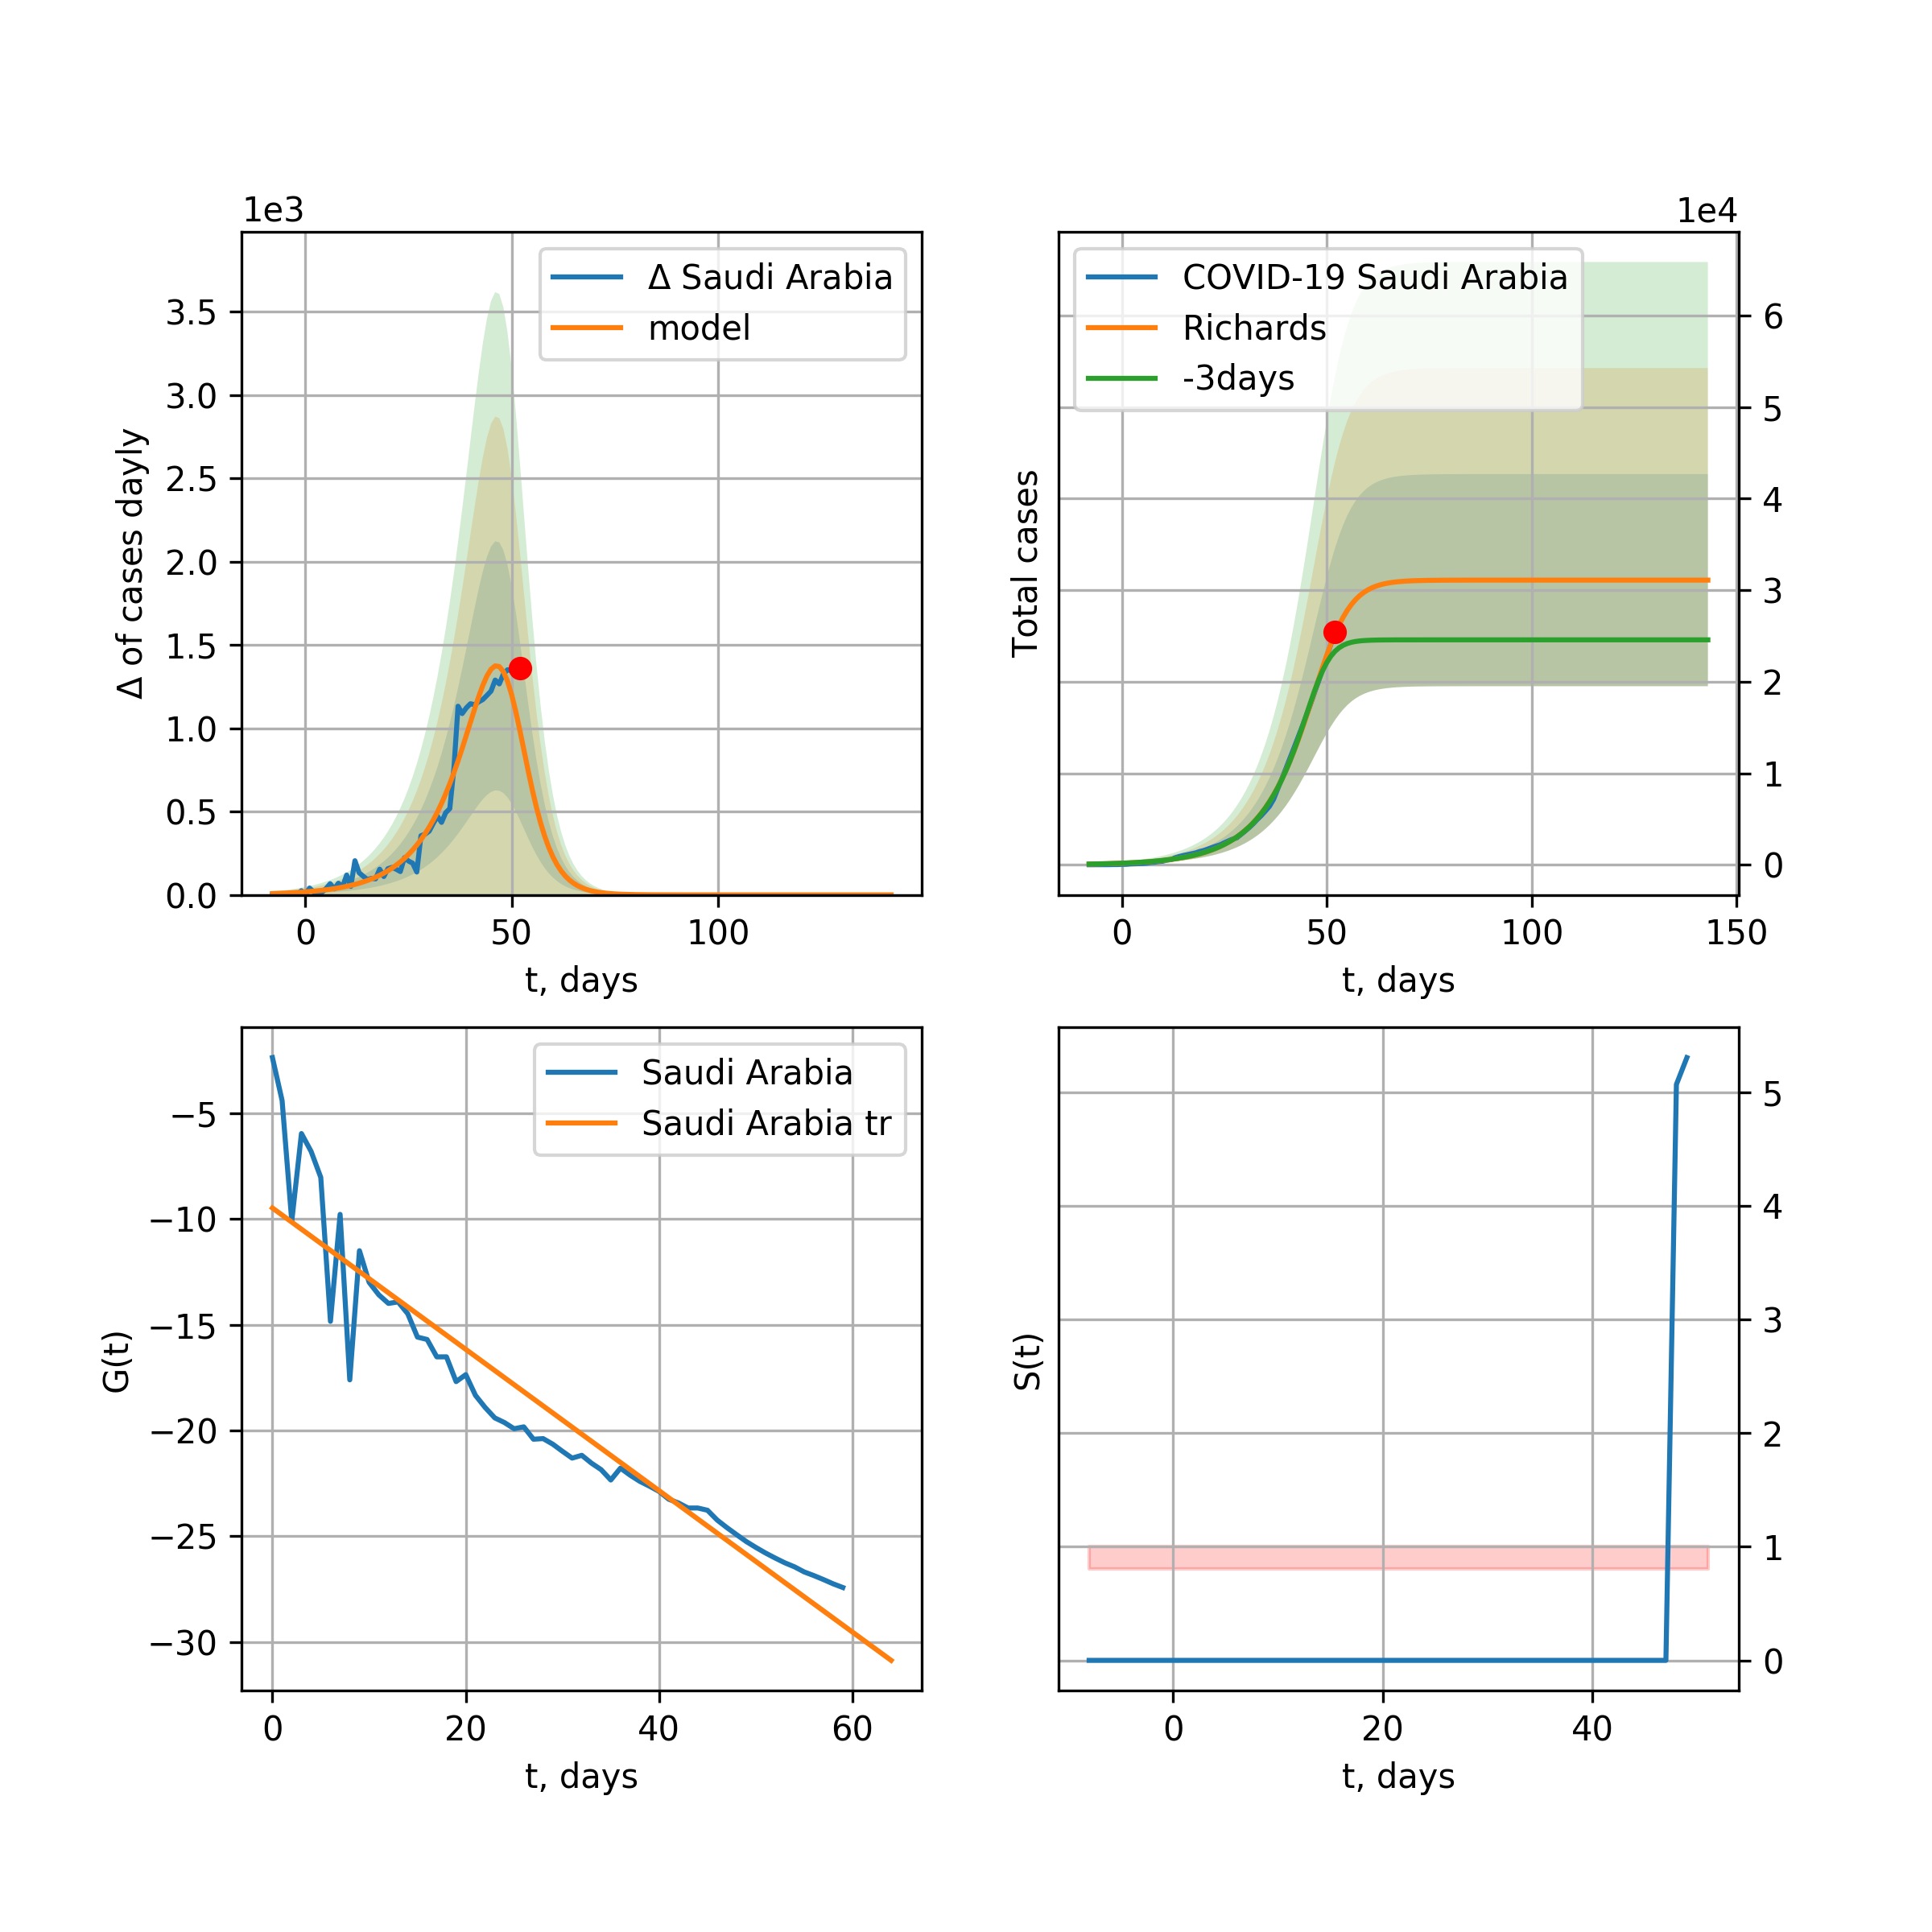 1e3
Δ Saudi Arabia
model
3.5
3.0
2.5
2.0
1.5
1.0
0.5
0.0
Δ of cases dayly
0 50 100
t, days
1e4
COVID-19 Saudi Arabia
Richards
-3days
Total cases
6
5
4
3
2
1
0
0 50 100 150
t, days
Saudi Arabia
Saudi Arabia tr
−5
−10
−15
−20
−25
−30
G(t)
0 20 40 60
t, days
S(t)
5
4
3
2
1
0
0 20 40
t, days